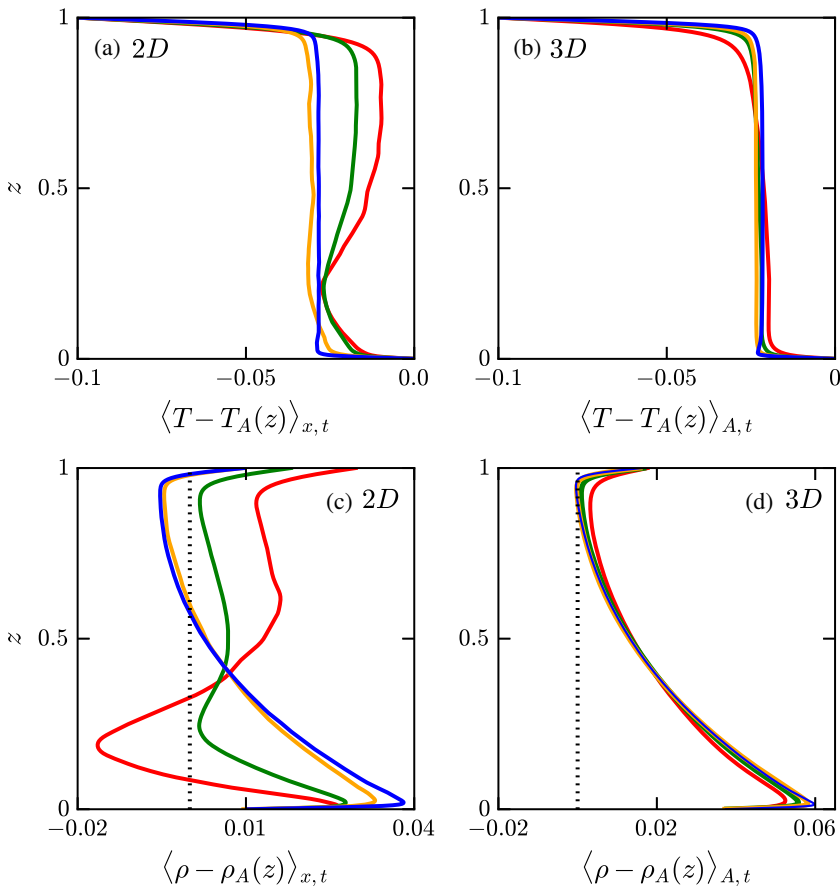 1
(a) 2D
z
0.5
0
−0.1
−0.05
0.0
⟨T − T_A(z)⟩_{x,t}
1
(b) 3D
0.5
0
−0.1
−0.05
0
⟨T − T_A(z)⟩_{A,t}
1
(c) 2D
z
0.5
0
−0.02
0.01
0.04
⟨ρ − ρ_A(z)⟩_{x,t}
1
(d) 3D
0.5
0
−0.02
0.02
0.06
⟨ρ − ρ_A(z)⟩_{A,t}